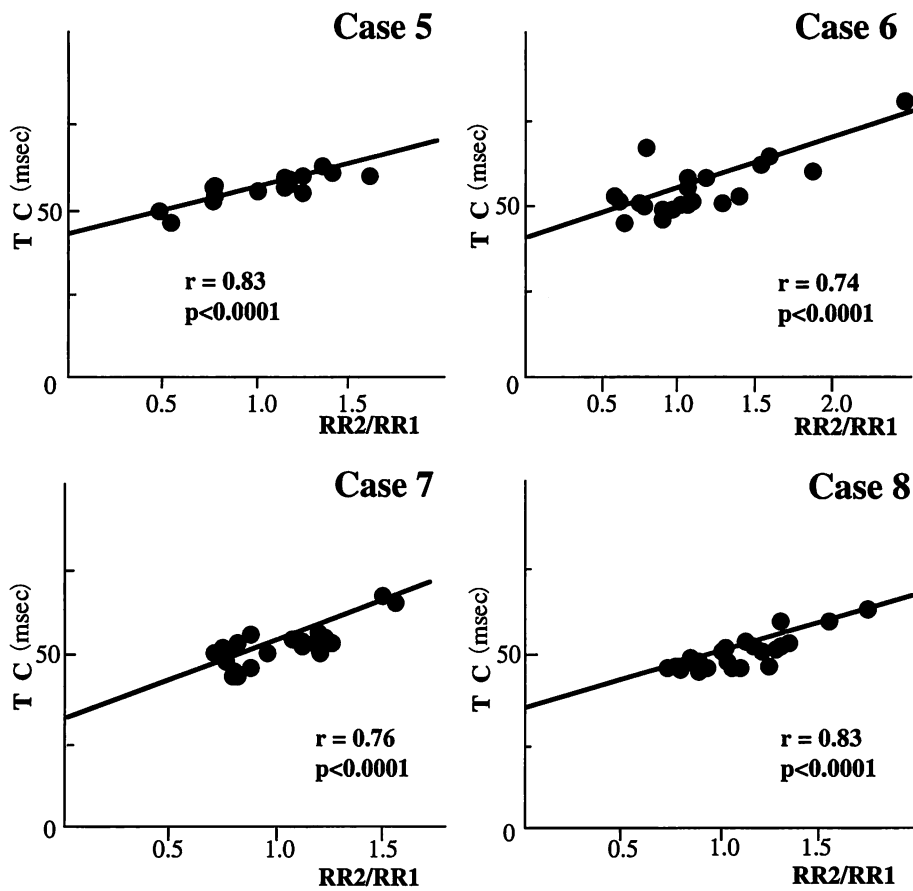 Case 5
T C (msec)
50
0
r = 0.83
p<0.0001
0.5 1.0 1.5
RR2/RR1
Case 6
T C (msec)
50
0
r = 0.74
p<0.0001
0.5 1.0 1.5 2.0
RR2/RR1
Case 7
T C (msec)
50
0
r = 0.76
p<0.0001
0.5 1.0 1.5
RR2/RR1
Case 8
T C (msec)
50
0
r = 0.83
p<0.0001
0.5 1.0 1.5
RR2/RR1